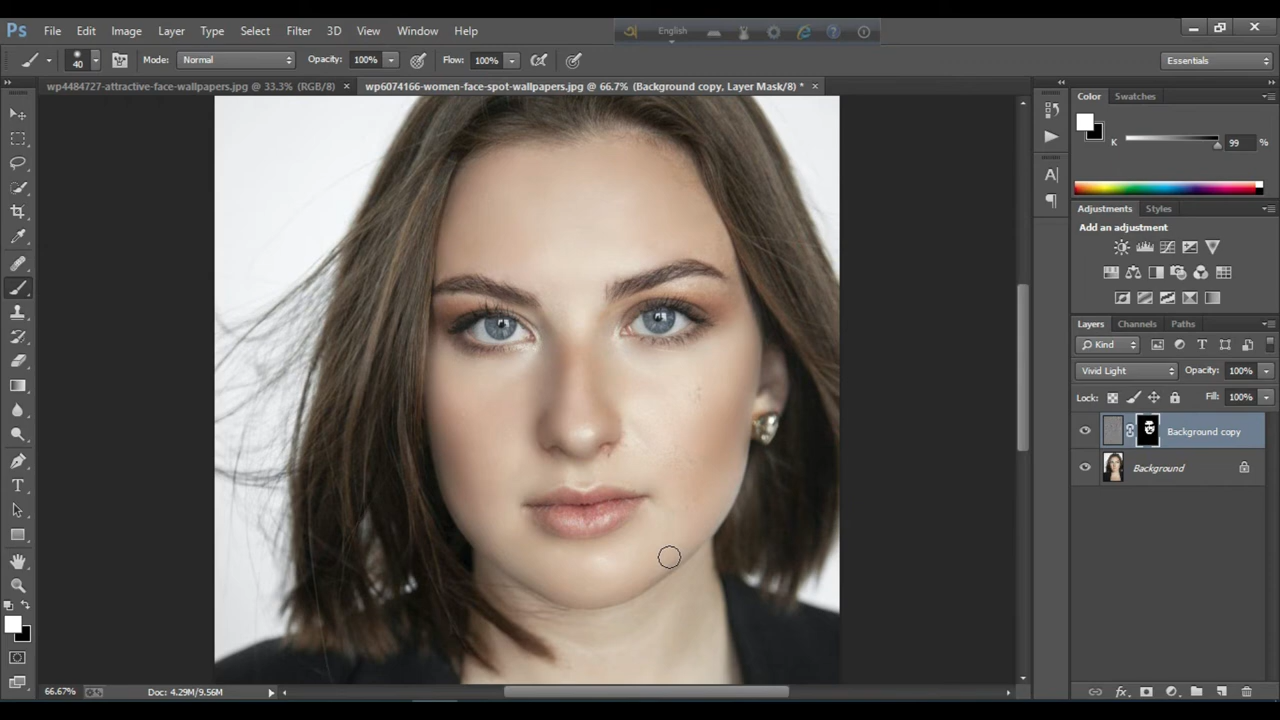 Ps File Edit Image Layer Type Select Filter 3D View Window Help English
40 Mode: Normal Opacity: 100% Flow: 100% Essentials
wp4484727-attractive-face-wallpapers.jpg @ 33.3% (RGB/8) × wp6074166-women-face-spot-wallpapers.jpg @ 66.7% (Background copy, Layer Mask/8) * ×
Color Swatches
K 99 %
Adjustments Styles
Add an adjustment
Layers Channels Paths
Kind
Vivid Light Opacity: 100%
Lock: Fill: 100%
Background copy
Background
66.67% Doc: 4.29M/9.56M